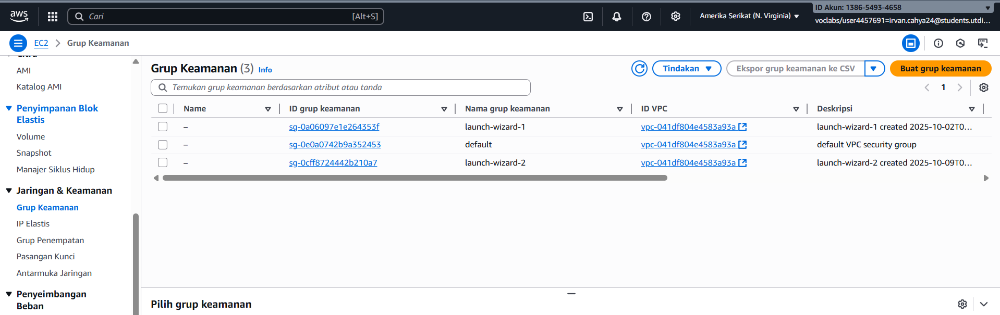 aws
Cari [Alt+S]
Amerika Serikat (N. Virginia)
ID Akun: 1386-5493-4658
voclabs/user4457691=irvan.cahya24@students.utdi...
EC2 Grup Keamanan
Citra
AMI
Katalog AMI
Penyimpanan Blok
Elastis
Volume
Snapshot
Manajer Siklus Hidup
Jaringan & Keamanan
Grup Keamanan
IP Elastis
Grup Penempatan
Pasangan Kunci
Antarmuka Jaringan
Penyeimbangan
Beban
Grup Keamanan (3) Info
Tindakan
Ekspor grup keamanan ke CSV
Buat grup keamanan
Temukan grup keamanan berdasarkan atribut atau tanda
1
Name ID grup keamanan Nama grup keamanan ID VPC Deskripsi
– sg-0a06097e1e264353f launch-wizard-1 vpc-041df804e4583a93a launch-wizard-1 created 2025-10-02T0...
– sg-0e0a0742b9a352453 default vpc-041df804e4583a93a default VPC security group
– sg-0cff8724442b210a7 launch-wizard-2 vpc-041df804e4583a93a launch-wizard-2 created 2025-10-09T0...
Pilih grup keamanan